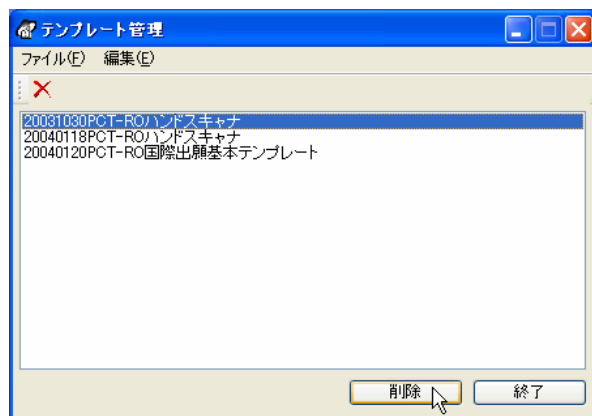 テンプレート管理
ファイル(F) 編集(E)
20031030PCT-ROハンドスキャナ
20040118PCT-ROハンドスキャナ
20040120PCT-RO国際出願基本テンプレート
削除 終了